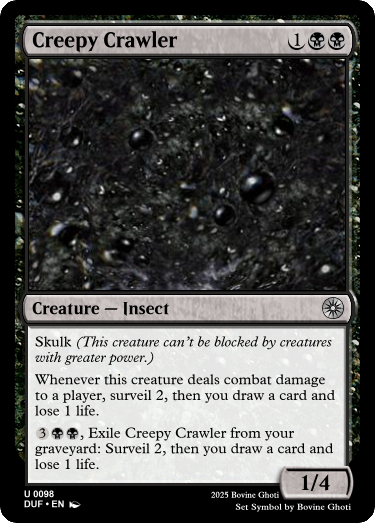 Creepy Crawler 1
Creature — Insect
Skulk (This creature can't be blocked by creatures
with greater power.)
Whenever this creature deals combat damage
to a player, surveil 2, then you draw a card and
lose 1 life.
3, Exile Creepy Crawler from your
graveyard: Surveil 2, then you draw a card and
lose 1 life.
1/4
U 0098
DUF • EN
2025 Bovine Ghoti
Set Symbol by Bovine Ghoti